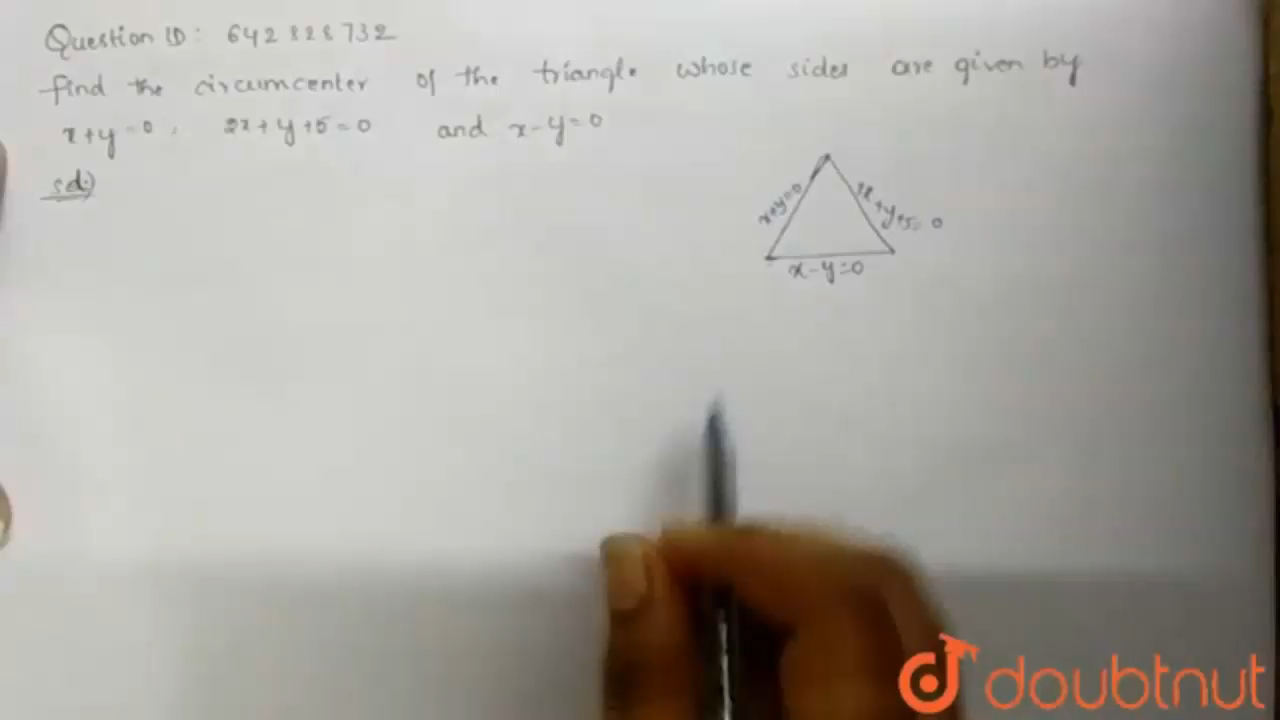 Question ID: 642828732
find the circumcenter of the triangle whose sides are given by
x+y=0, 2x+y+5=0 and x-y=0
sol:)
x+y=0
2x+y+5=0
x-y=0
doubtnut